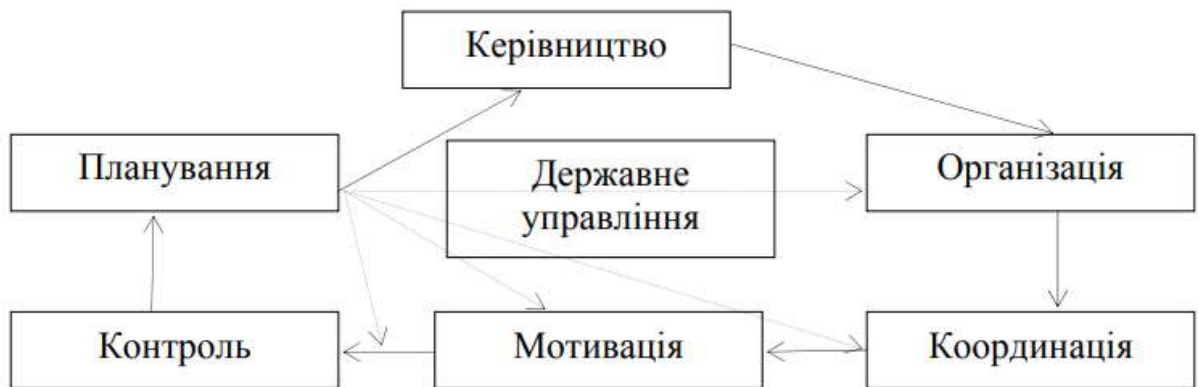 Керівництво
Планування
Державне
управління
Організація
Контроль
Мотивація
Координація